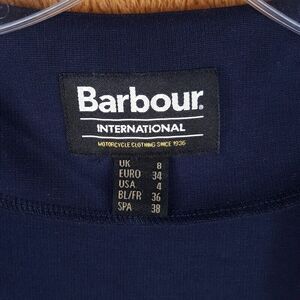 Barbour
INTERNATIONAL
MOTORCYCLE CLOTHING SINCE 1936
UK 8
EURO 34
USA 4
BL/FR 36
SPA 38